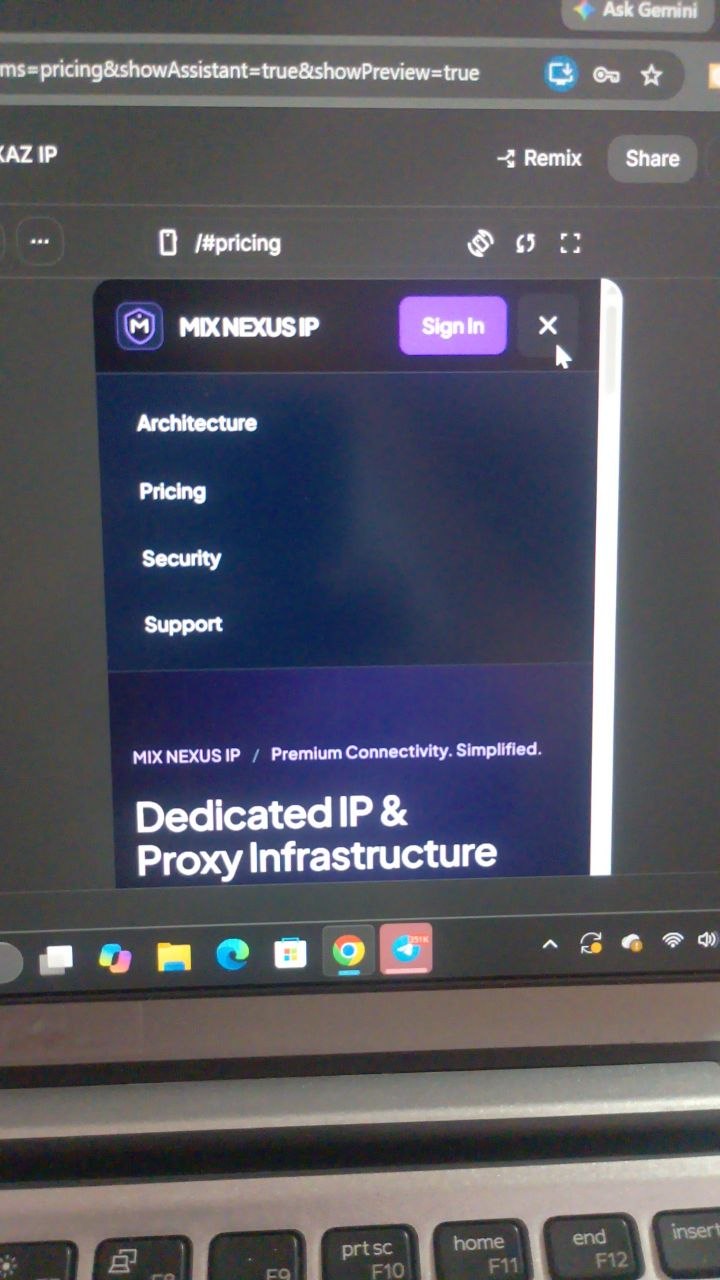 Ask Gemini
ms=pricing&showAssistant=true&showPreview=true
KAZ IP
Remix
Share
/#pricing
M
MIX NEXUS IP
Sign In
Architecture
Pricing
Security
Support
MIX NEXUS IP / Premium Connectivity. Simplified.
Dedicated IP &
Proxy Infrastructure
prt sc
home
end
insert
F8
F9
F10
F11
F12